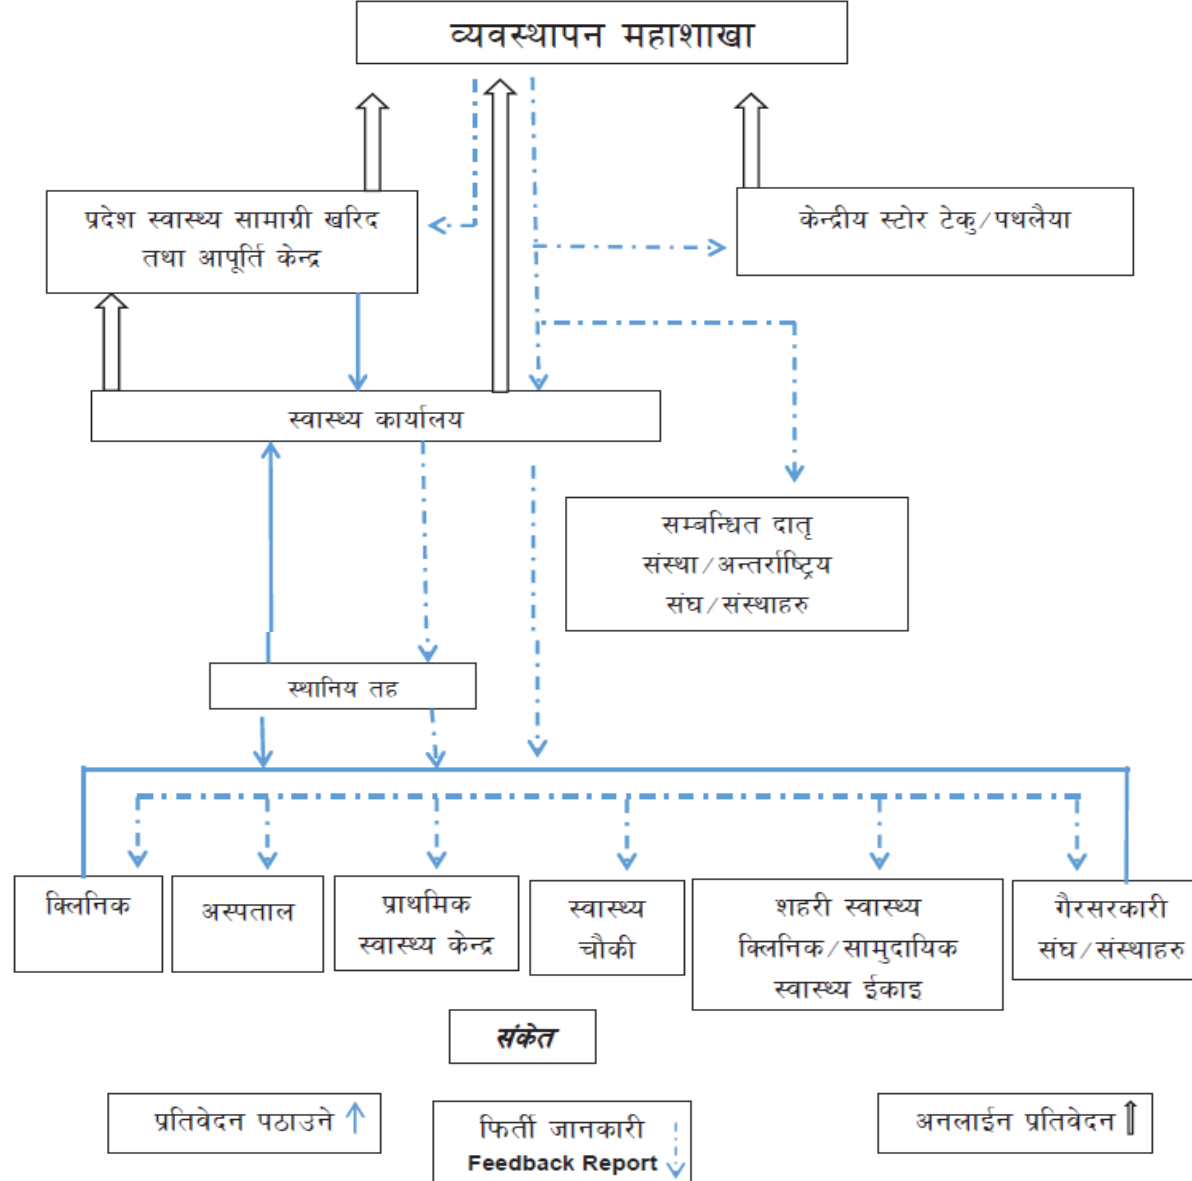 व्यवस्थापन महाशाखा
प्रदेश स्वास्थ्य सामाग्री खरिद
तथा आपूर्ति केन्द्र
केन्द्रीय स्टोर टेकु/पथलैया
स्वास्थ्य कार्यालय
सम्बन्धित दातृ
संस्था/अन्तर्राष्ट्रिय
संघ/संस्थाहरु
स्थानिय तह
क्लिनिक
अस्पताल
प्राथमिक
स्वास्थ्य केन्द्र
स्वास्थ्य
चौकी
शहरी स्वास्थ्य
क्लिनिक/सामुदायिक
स्वास्थ्य ईकाइ
गैरसरकारी
संघ/संस्थाहरु
संकेत
प्रतिवेदन पठाउने
फिर्ती जानकारी
Feedback Report
अनलाईन प्रतिवेदन